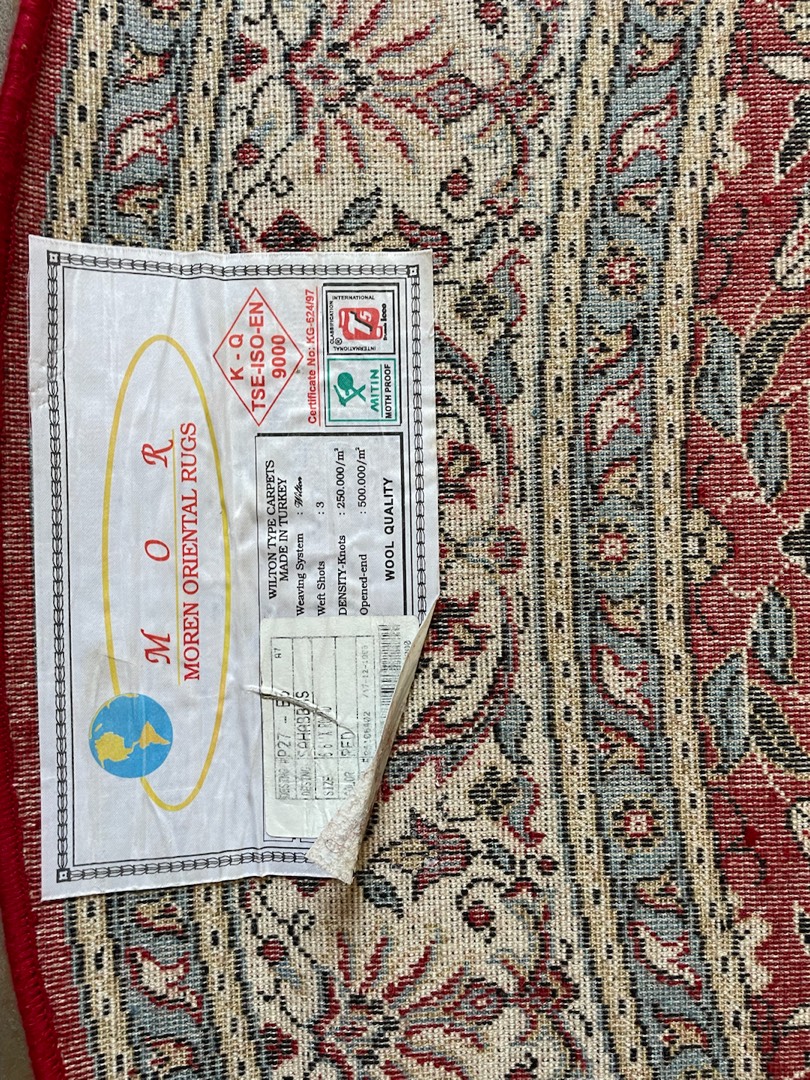 M O R
MOREN ORIENTAL RUGS
K - Q
TSE-ISO-EN
9000
Certificate No: KG-524/97
INTERNATIONAL
CLASSIFICATION
INTERNATIONAL
MITIN
MOTH PROOF
WILTON TYPE CARPETS
MADE IN TURKEY
Weaving System : Wilton
Weft Shots : 3
DENSITY-Knots : 250.000/m²
Opened-end : 500.000/m²
WOOL QUALITY
A7
SIZE
COLOR RED